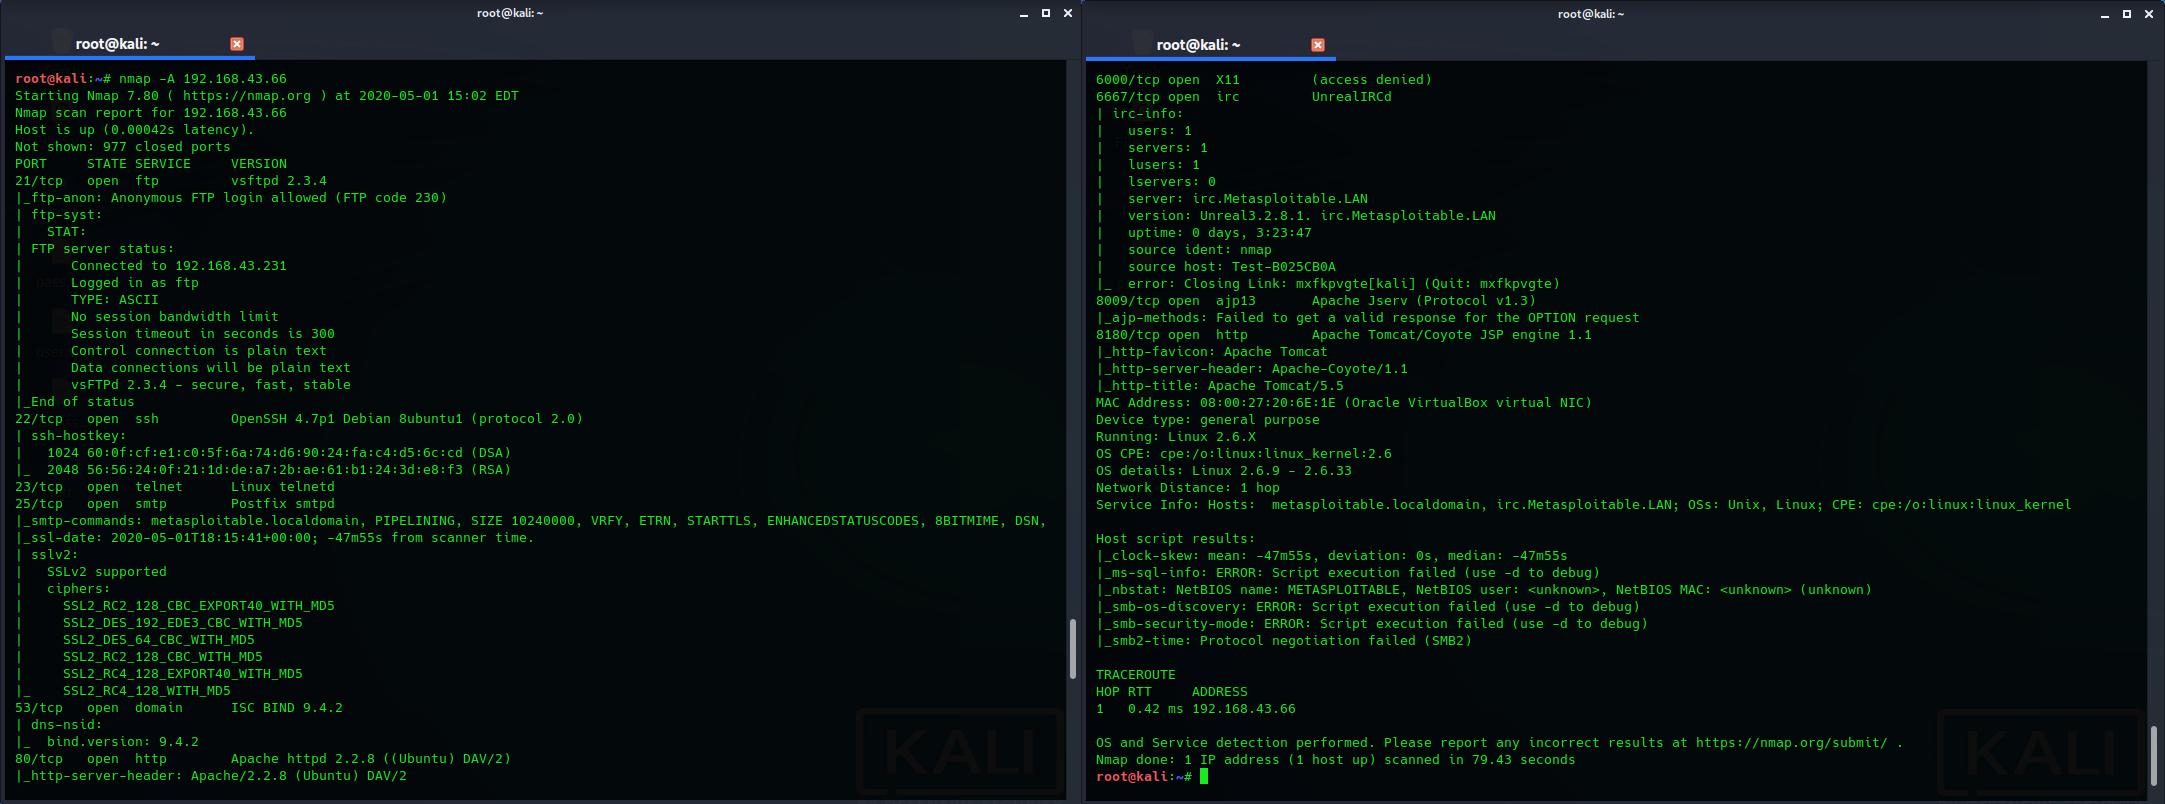 root@kali: ~
root@kali: ~
root@kali:~# nmap -A 192.168.43.66
Starting Nmap 7.80 ( https://nmap.org ) at 2020-05-01 15:02 EDT
Nmap scan report for 192.168.43.66
Host is up (0.00042s latency).
Not shown: 977 closed ports
PORT     STATE SERVICE     VERSION
21/tcp   open  ftp         vsftpd 2.3.4
|_ftp-anon: Anonymous FTP login allowed (FTP code 230)
| ftp-syst:
|   STAT:
| FTP server status:
|      Connected to 192.168.43.231
|      Logged in as ftp
|      TYPE: ASCII
|      No session bandwidth limit
|      Session timeout in seconds is 300
|      Control connection is plain text
|      Data connections will be plain text
|      vsFTPd 2.3.4 - secure, fast, stable
|_End of status
22/tcp   open  ssh         OpenSSH 4.7p1 Debian 8ubuntu1 (protocol 2.0)
| ssh-hostkey:
|   1024 60:0f:cf:e1:c0:5f:6a:74:d6:90:24:fa:c4:d5:6c:cd (DSA)
|_  2048 56:56:24:0f:21:1d:de:a7:2b:ae:61:b1:24:3d:e8:f3 (RSA)
23/tcp   open  telnet      Linux telnetd
25/tcp   open  smtp        Postfix smtpd
|_smtp-commands: metasploitable.localdomain, PIPELINING, SIZE 10240000, VRFY, ETRN, STARTTLS, ENHANCEDSTATUSCODES, 8BITMIME, DSN,
|_ssl-date: 2020-05-01T18:15:41+00:00; -47m55s from scanner time.
| sslv2:
|   SSLv2 supported
|   ciphers:
|     SSL2_RC2_128_CBC_EXPORT40_WITH_MD5
|     SSL2_DES_192_EDE3_CBC_WITH_MD5
|     SSL2_DES_64_CBC_WITH_MD5
|     SSL2_RC2_128_CBC_WITH_MD5
|     SSL2_RC4_128_EXPORT40_WITH_MD5
|_    SSL2_RC4_128_WITH_MD5
53/tcp   open  domain      ISC BIND 9.4.2
| dns-nsid:
|_  bind.version: 9.4.2
80/tcp   open  http        Apache httpd 2.2.8 ((Ubuntu) DAV/2)
|_http-server-header: Apache/2.2.8 (Ubuntu) DAV/2
KALI
root@kali: ~
root@kali: ~
6000/tcp open  X11         (access denied)
6667/tcp open  irc         UnrealIRCd
| irc-info:
|   users: 1
|   servers: 1
|   lusers: 1
|   lservers: 0
|   server: irc.Metasploitable.LAN
|   version: Unreal3.2.8.1. irc.Metasploitable.LAN
|   uptime: 0 days, 3:23:47
|   source ident: nmap
|   source host: Test-B025CB0A
|_  error: Closing Link: mxfkpvgte[kali] (Quit: mxfkpvgte)
8009/tcp open  ajp13       Apache Jserv (Protocol v1.3)
|_ajp-methods: Failed to get a valid response for the OPTION request
8180/tcp open  http        Apache Tomcat/Coyote JSP engine 1.1
|_http-favicon: Apache Tomcat
|_http-server-header: Apache-Coyote/1.1
|_http-title: Apache Tomcat/5.5
MAC Address: 08:00:27:20:6E:1E (Oracle VirtualBox virtual NIC)
Device type: general purpose
Running: Linux 2.6.X
OS CPE: cpe:/o:linux:linux_kernel:2.6
OS details: Linux 2.6.9 - 2.6.33
Network Distance: 1 hop
Service Info: Hosts:  metasploitable.localdomain, irc.Metasploitable.LAN; OSs: Unix, Linux; CPE: cpe:/o:linux:linux_kernel
Host script results:
|_clock-skew: mean: -47m55s, deviation: 0s, median: -47m55s
|_ms-sql-info: ERROR: Script execution failed (use -d to debug)
|_nbstat: NetBIOS name: METASPLOITABLE, NetBIOS user: <unknown>, NetBIOS MAC: <unknown> (unknown)
|_smb-os-discovery: ERROR: Script execution failed (use -d to debug)
|_smb-security-mode: ERROR: Script execution failed (use -d to debug)
|_smb2-time: Protocol negotiation failed (SMB2)
TRACEROUTE
HOP RTT     ADDRESS
1   0.42 ms 192.168.43.66
OS and Service detection performed. Please report any incorrect results at https://nmap.org/submit/ .
Nmap done: 1 IP address (1 host up) scanned in 79.43 seconds
root@kali:~#
KALI